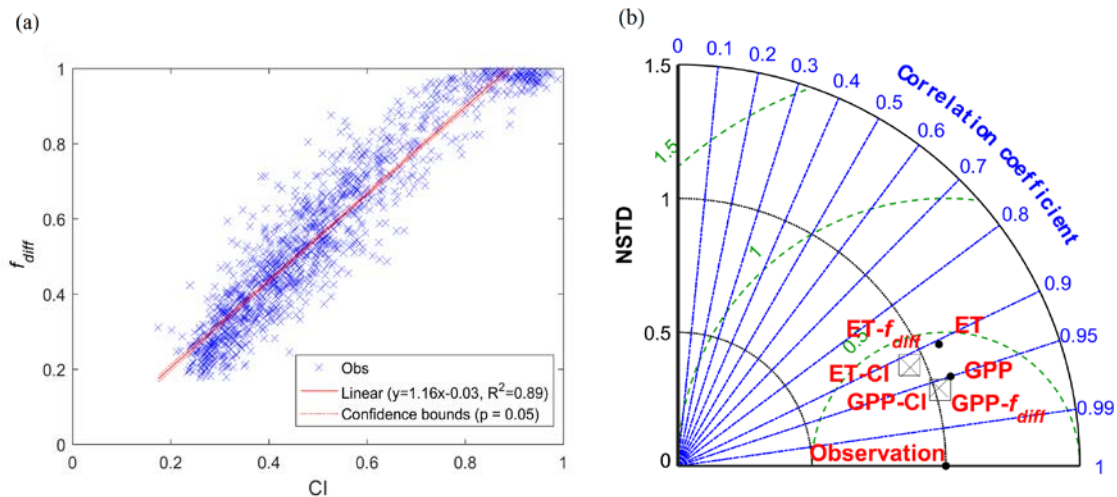 (a)
f_diff
1
0.8
0.6
0.4
0.2
0
0
0.2
0.4
0.6
0.8
1
CI
Obs
Linear (y=1.16x-0.03, R²=0.89)
Confidence bounds (p = 0.05)
(b)
NSTD
1.5
1
0.5
0
0
0.1
0.2
0.3
0.4
0.5
0.6
0.7
0.8
0.9
0.95
0.99
1
Correlation coefficient
1.5
1
0.5
ET-f_diff
ET
ET-CI
GPP
GPP-CI
GPP-f_diff
Observation